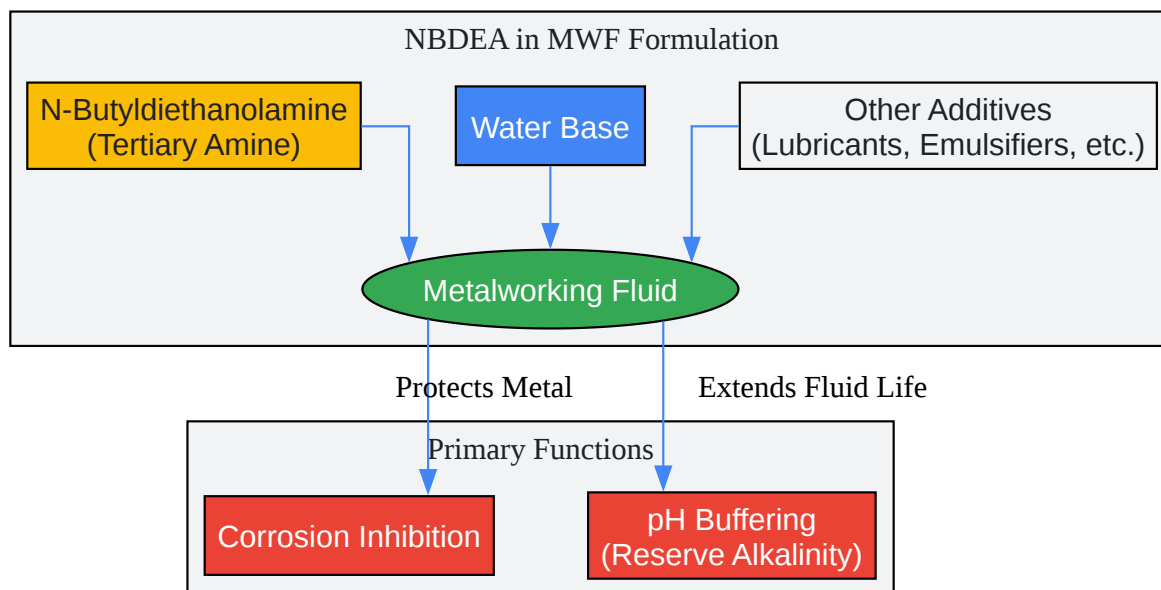 NBDEA in MWF Formulation
N-Butyldiethanolamine
(Tertiary Amine)
Water Base
Other Additives
(Lubricants, Emulsifiers, etc.)
Metalworking Fluid
Protects Metal
Extends Fluid Life
Primary Functions
Corrosion Inhibition
pH Buffering
(Reserve Alkalinity)